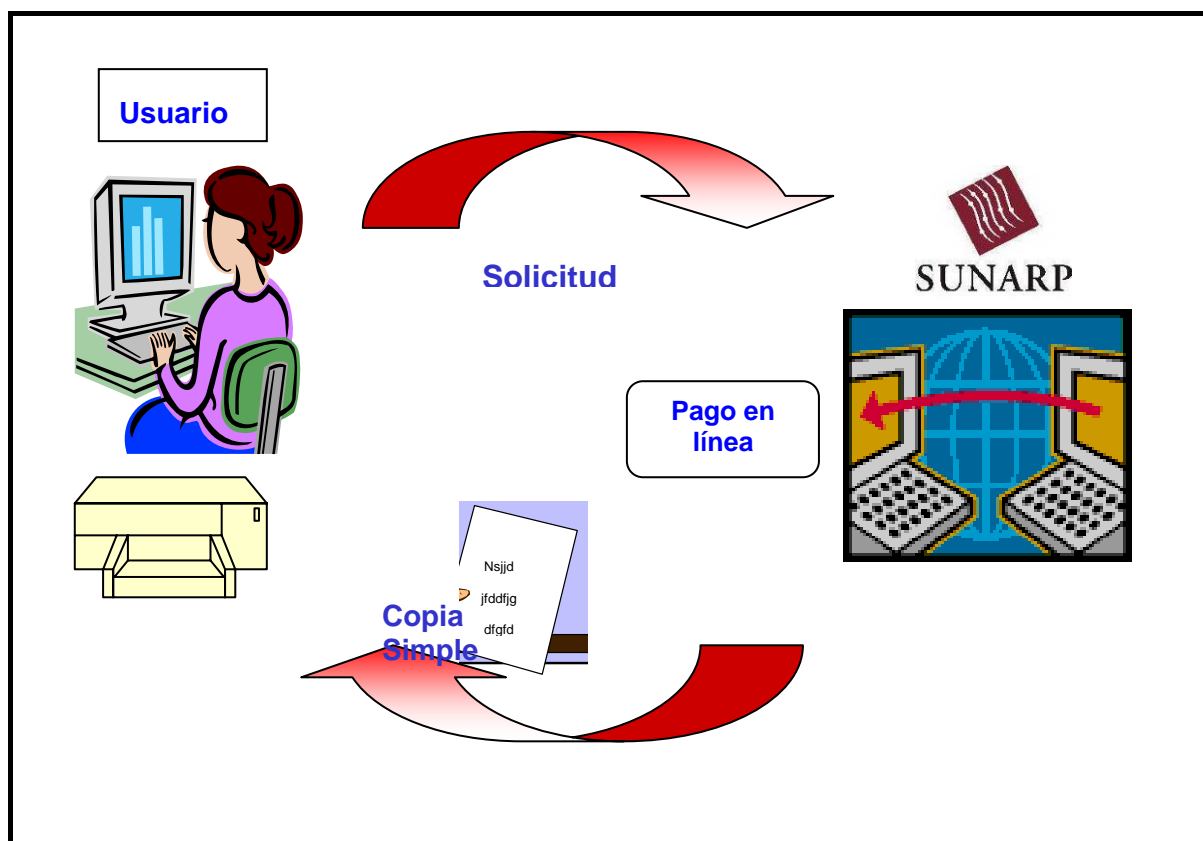 Usuario
Solicitud
SUNARP
Pago en
línea
Nsjjd
jfddfjg
dfgfd
Copia
Simple